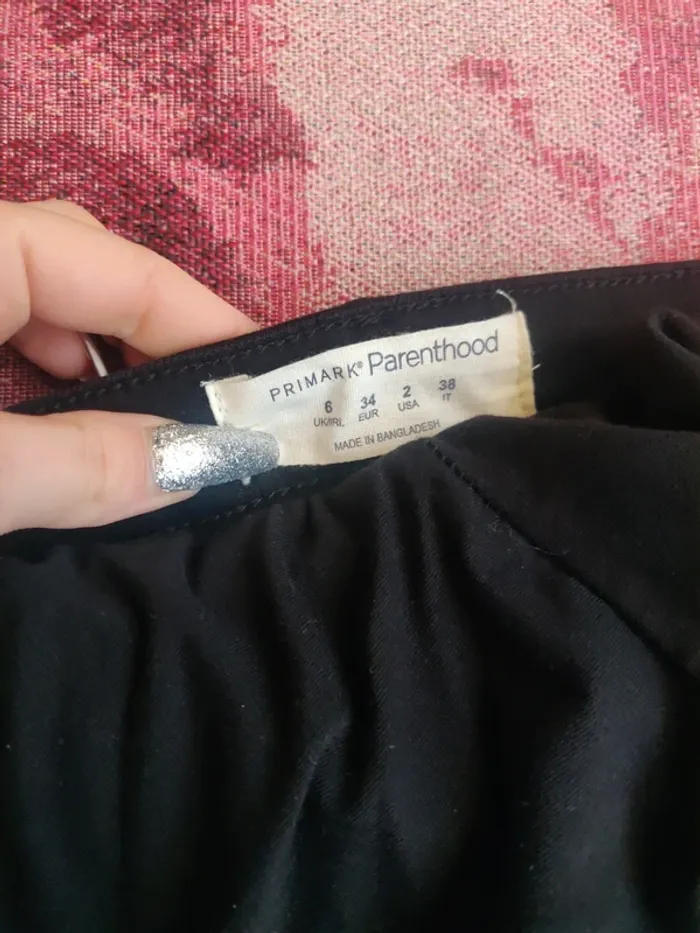 PRIMARK® Parenthood
6 34 2 38
UK/IRL EUR USA IT
MADE IN BANGLADESH